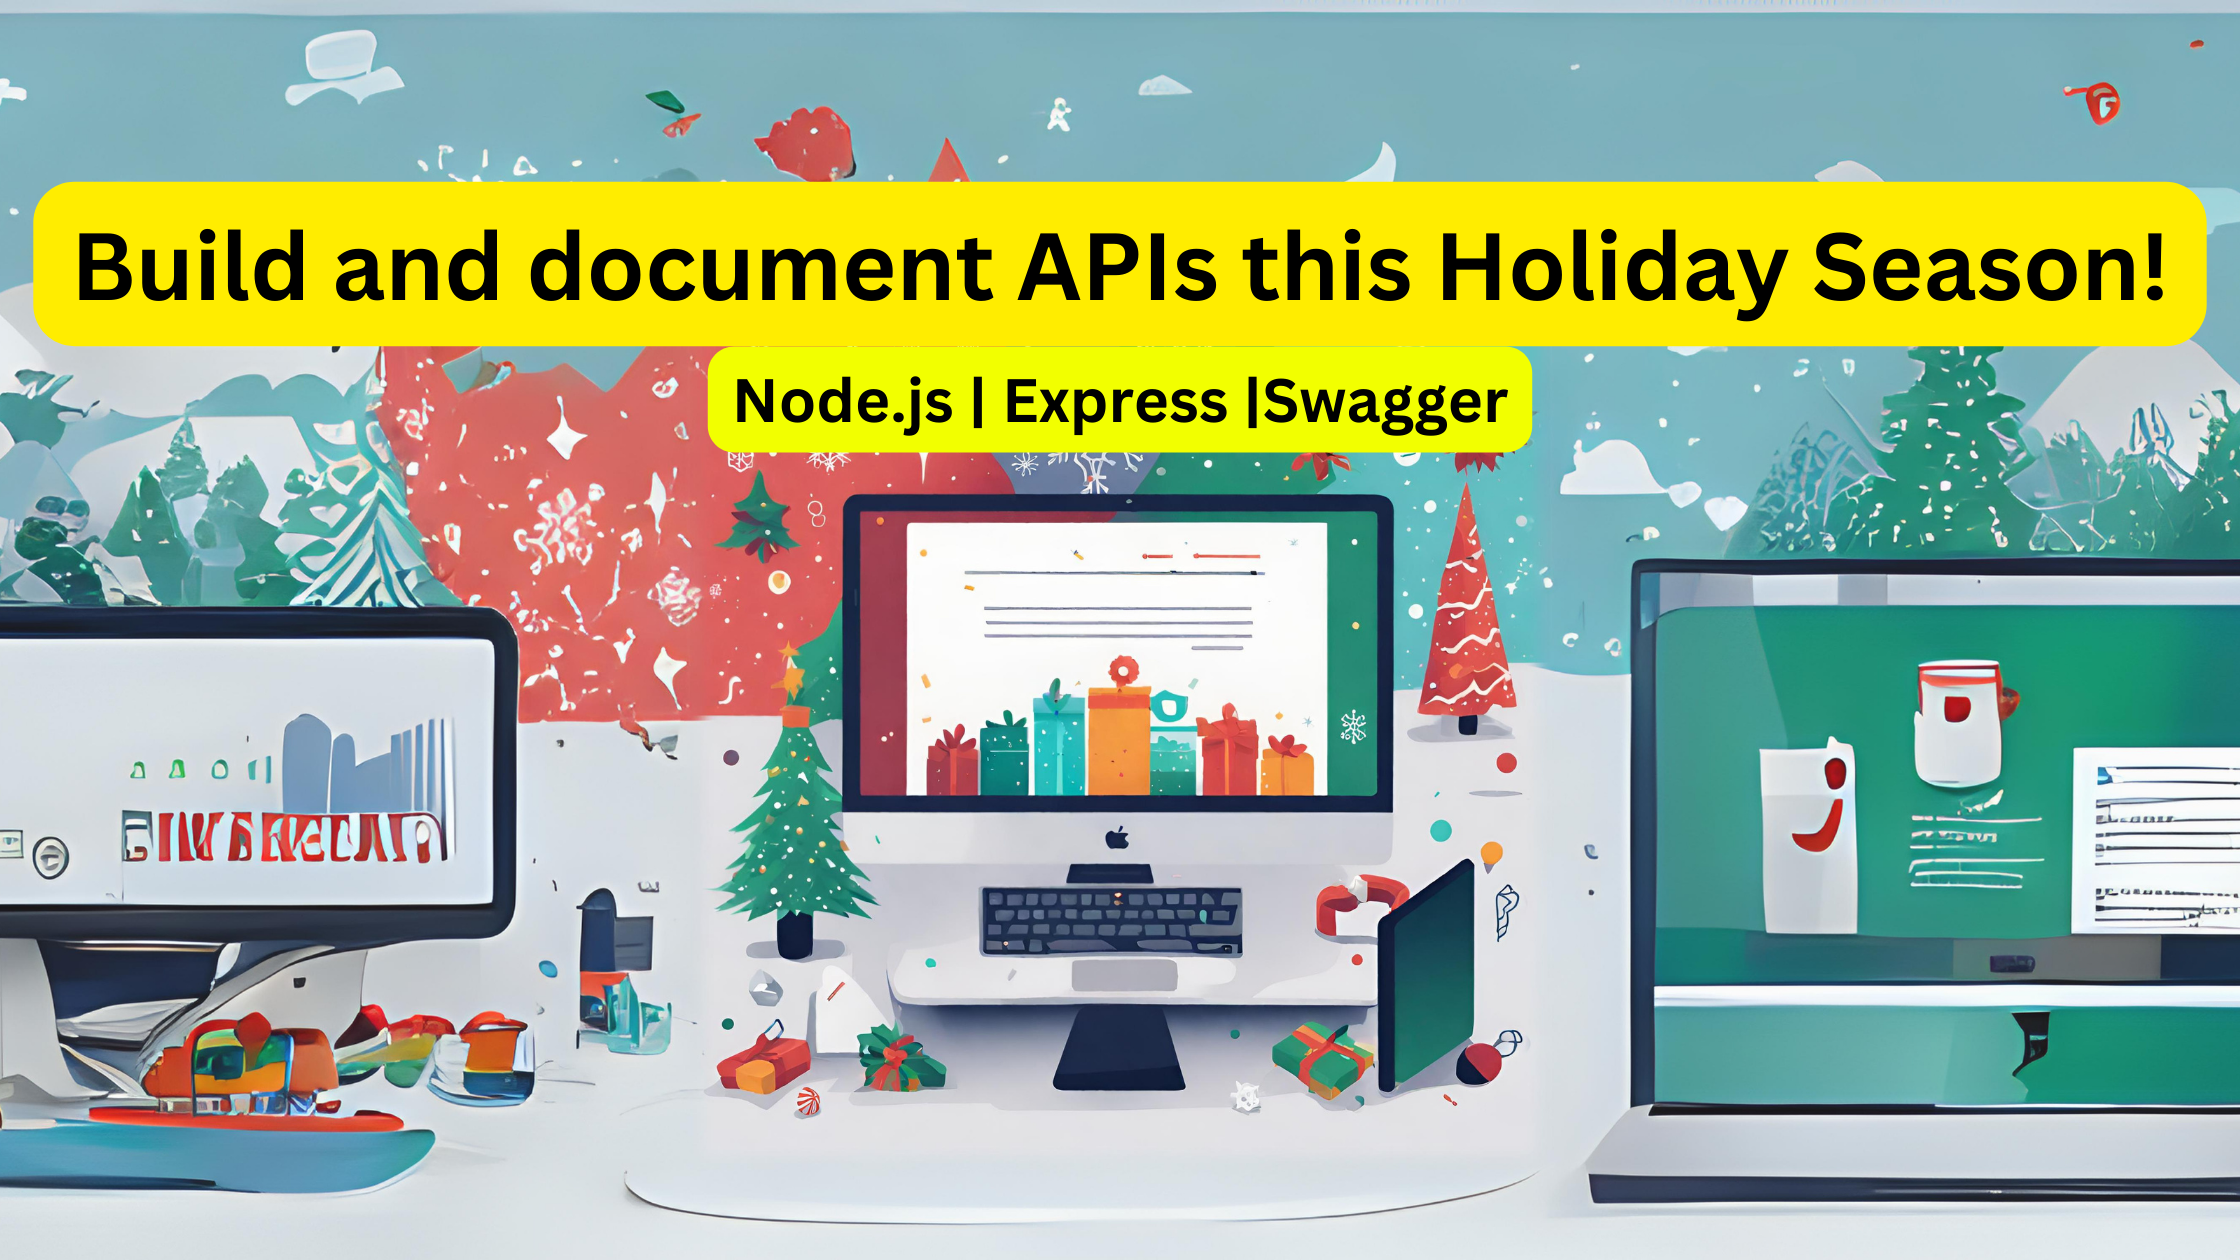 Build and document APIs this Holiday Season!
Node.js | Express |Swagger